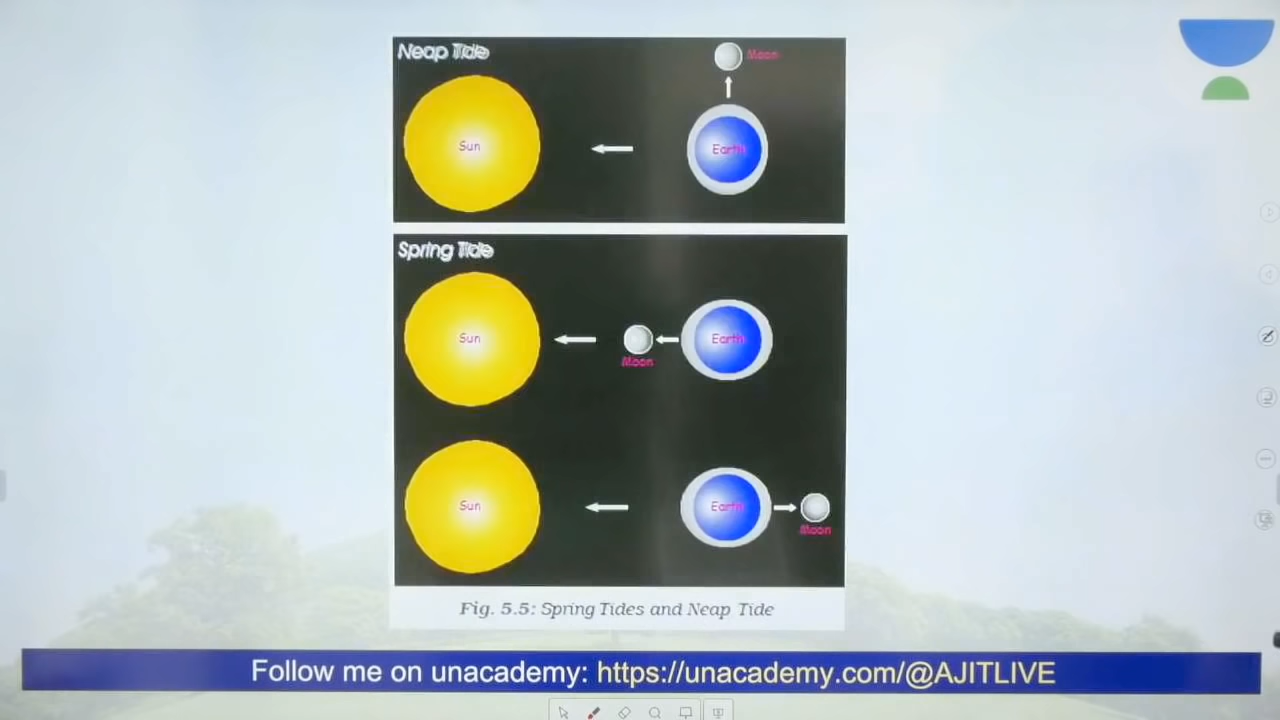 Neap Tide
Moon
Sun
Earth
Spring Tide
Sun
Moon
Earth
Sun
Earth
Moon
Fig. 5.5: Spring Tides and Neap Tide
Follow me on unacademy: https://unacademy.com/@AJITLIVE